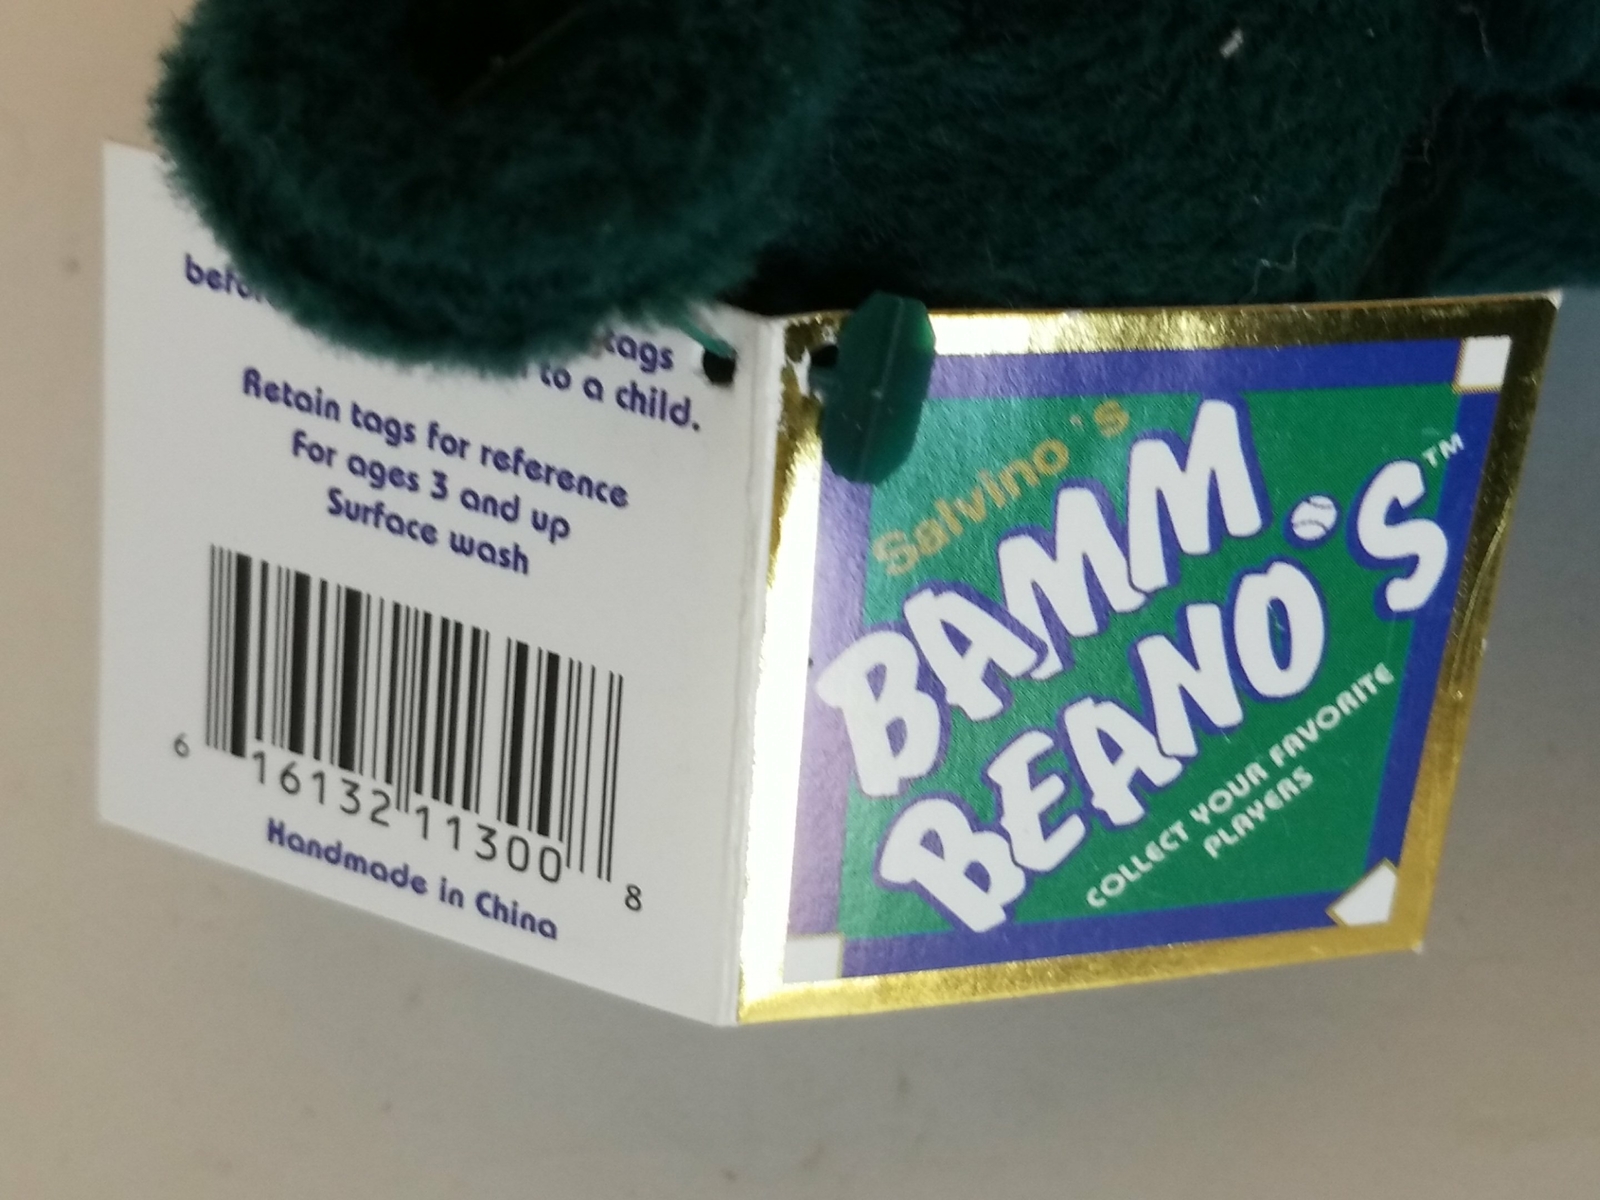 tags
to a child.
Retain tags for reference
For ages 3 and up
Surface wash
6 16132 11300 8
Handmade in China
Salvino's
BAMM
BEANO'S™
COLLECT YOUR FAVORITE
PLAYERS